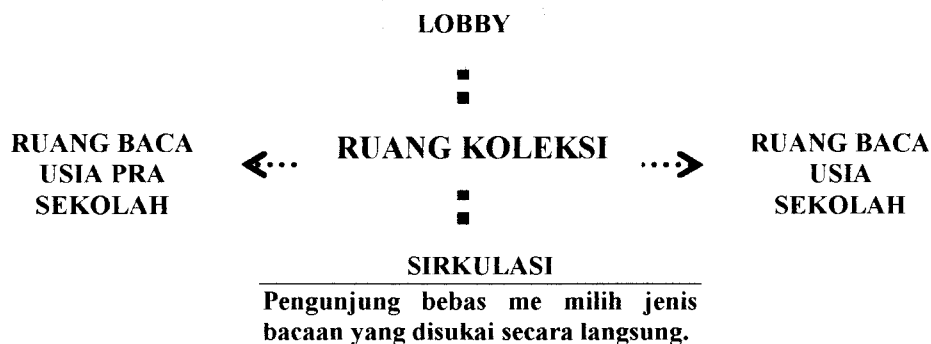 LOBBY
RUANG BACA
USIA PRA
SEKOLAH
RUANG KOLEKSI
RUANG BACA
USIA
SEKOLAH
SIRKULASI
Pengunjung bebas me milih jenis
bacaan yang disukai secara langsung.